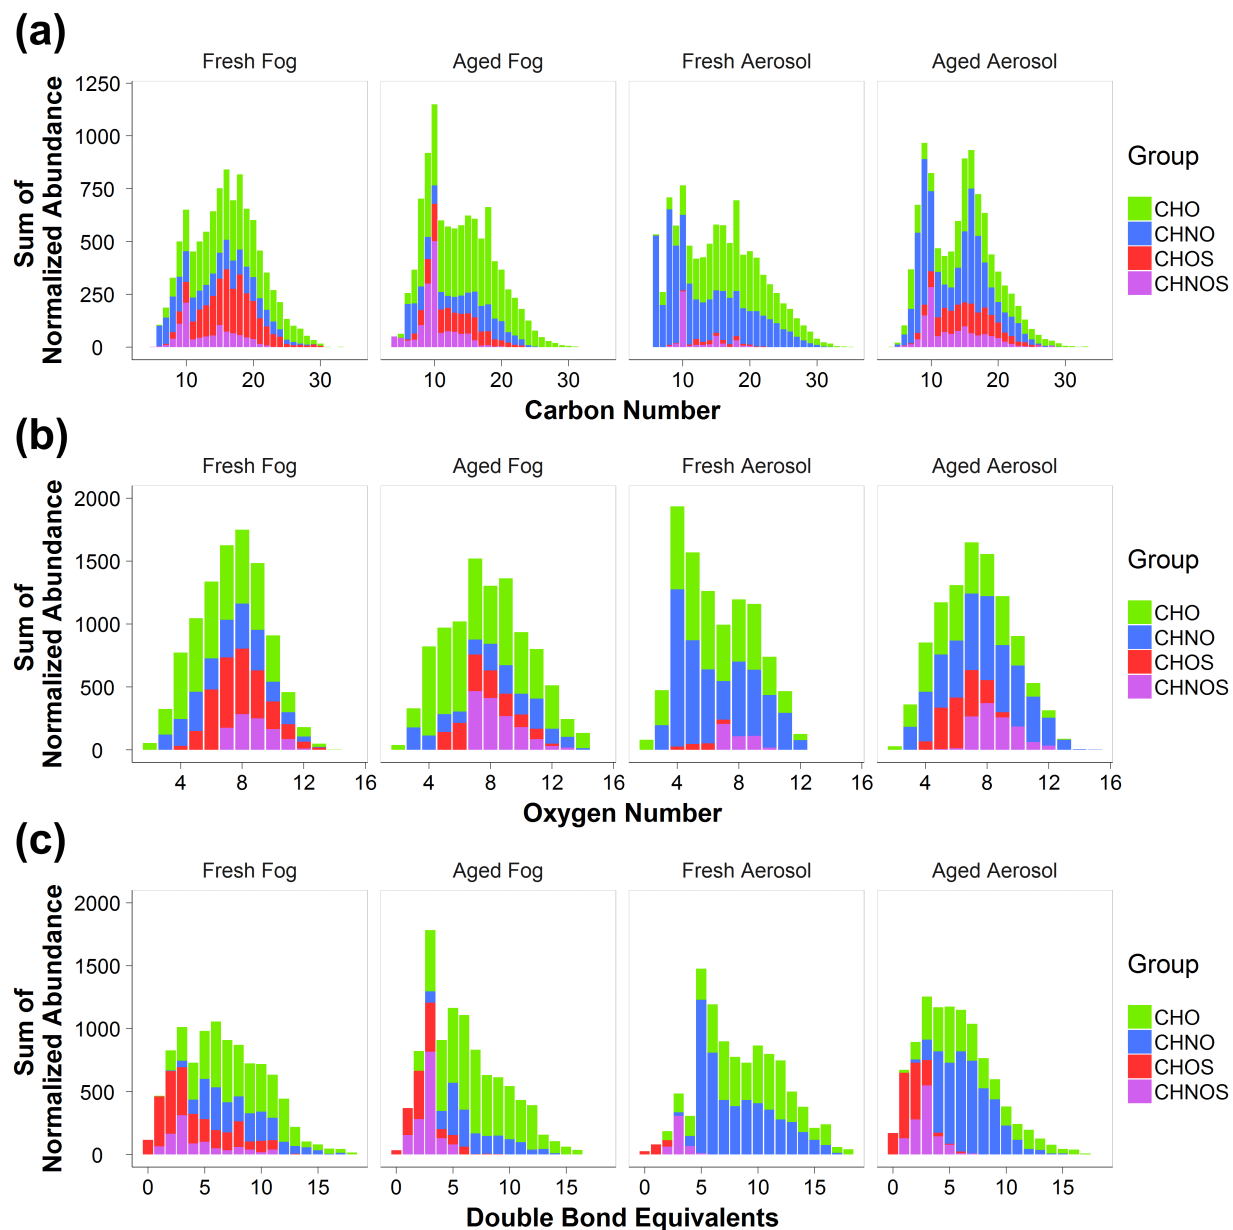 (a)
Fresh Fog Aged Fog Fresh Aerosol Aged Aerosol
Sum of
Normalized Abundance
1250
1000
750
500
250
0
10 20 30 10 20 30 10 20 30 10 20 30
Carbon Number
Group
CHO
CHNO
CHOS
CHNOS
(b)
Fresh Fog Aged Fog Fresh Aerosol Aged Aerosol
Sum of
Normalized Abundance
2000
1500
1000
500
0
4 8 12 16 4 8 12 16 4 8 12 16 4 8 12 16
Oxygen Number
Group
CHO
CHNO
CHOS
CHNOS
(c)
Fresh Fog Aged Fog Fresh Aerosol Aged Aerosol
Sum of
Normalized Abundance
2000
1500
1000
500
0
0 5 10 15 0 5 10 15 0 5 10 15 0 5 10 15
Double Bond Equivalents
Group
CHO
CHNO
CHOS
CHNOS